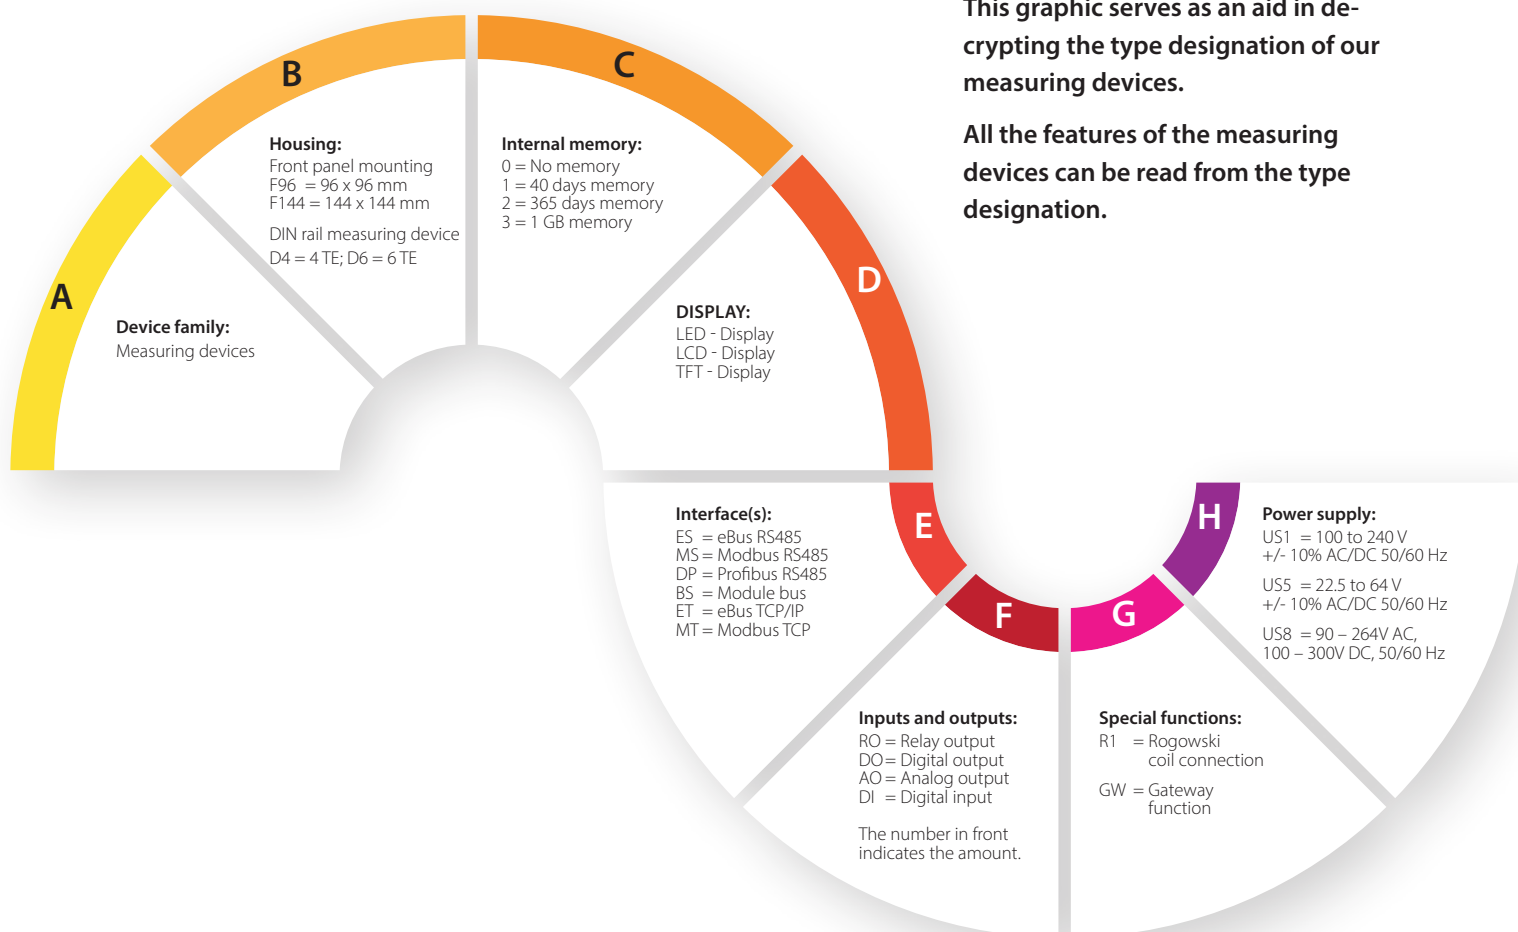 This graphic serves as an aid in de-
crypting the type designation of our
measuring devices.
All the features of the measuring
devices can be read from the type
designation.
A
Device family:
Measuring devices
B
Housing:
Front panel mounting
F96 = 96 x 96 mm
F144 = 144 x 144 mm
DIN rail measuring device
D4 = 4 TE; D6 = 6 TE
C
Internal memory:
0 = No memory
1 = 40 days memory
2 = 365 days memory
3 = 1 GB memory
D
DISPLAY:
LED - Display
LCD - Display
TFT - Display
E
Interface(s):
ES = eBus RS485
MS = Modbus RS485
DP = Profibus RS485
BS = Module bus
ET = eBus TCP/IP
MT = Modbus TCP
F
Inputs and outputs:
RO = Relay output
DO = Digital output
AO = Analog output
DI = Digital input
The number in front
indicates the amount.
G
Special functions:
R1 = Rogowski
coil connection
GW = Gateway
function
H
Power supply:
US1 = 100 to 240 V
+/- 10% AC/DC 50/60 Hz
US5 = 22.5 to 64 V
+/- 10% AC/DC 50/60 Hz
US8 = 90 – 264V AC,
100 – 300V DC, 50/60 Hz